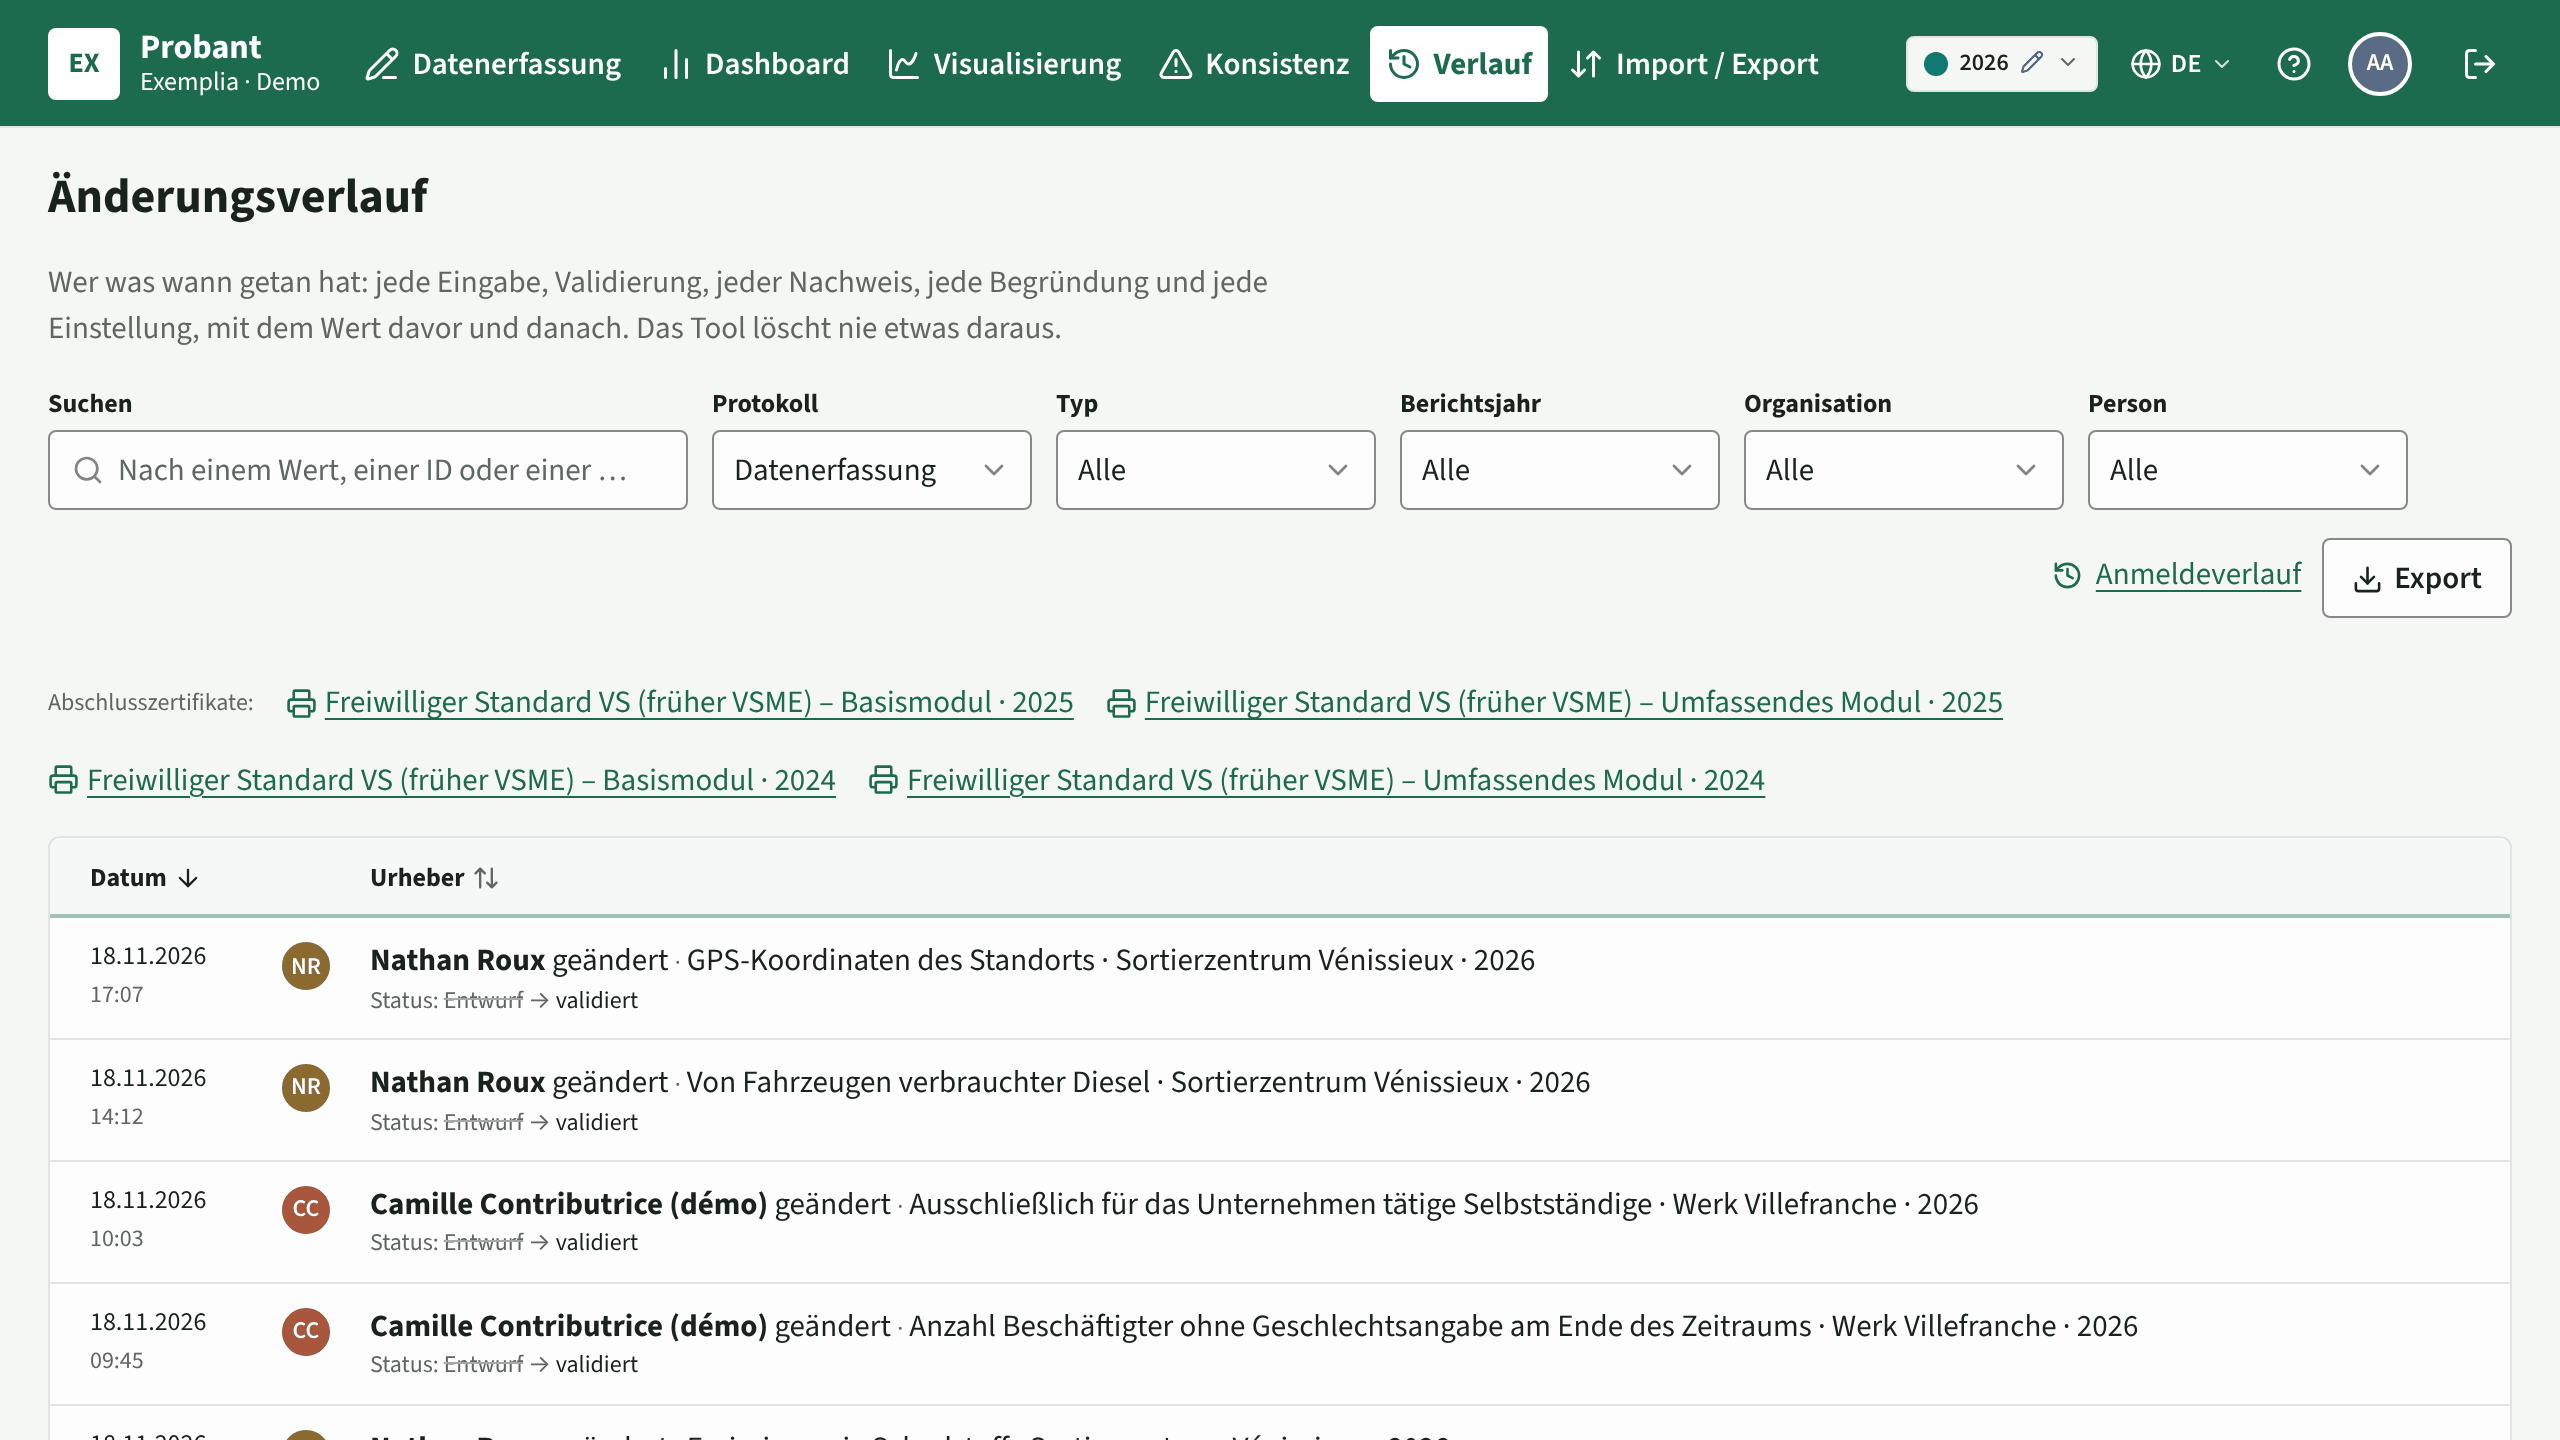 EX
Probant
Exemplia · Demo
Datenerfassung
Dashboard
Visualisierung
Konsistenz
Verlauf
Import / Export
2026
DE
AA
Änderungsverlauf
Wer was wann getan hat: jede Eingabe, Validierung, jeder Nachweis, jede Begründung und jede
Einstellung, mit dem Wert davor und danach. Das Tool löscht nie etwas daraus.
Suchen
Protokoll
Typ
Berichtsjahr
Organisation
Person
Nach einem Wert, einer ID oder einer …
Datenerfassung
Alle
Alle
Alle
Alle
Anmeldeverlauf
Export
Abschlusszertifikate:
Freiwilliger Standard VS (früher VSME) – Basismodul · 2025
Freiwilliger Standard VS (früher VSME) – Umfassendes Modul · 2025
Freiwilliger Standard VS (früher VSME) – Basismodul · 2024
Freiwilliger Standard VS (früher VSME) – Umfassendes Modul · 2024
Datum
Urheber
18.11.2026
17:07
NR
Nathan Roux geändert · GPS-Koordinaten des Standorts · Sortierzentrum Vénissieux · 2026
Status: Entwurf → validiert
18.11.2026
14:12
NR
Nathan Roux geändert · Von Fahrzeugen verbrauchter Diesel · Sortierzentrum Vénissieux · 2026
Status: Entwurf → validiert
18.11.2026
10:03
CC
Camille Contributrice (démo) geändert · Ausschließlich für das Unternehmen tätige Selbstständige · Werk Villefranche · 2026
Status: Entwurf → validiert
18.11.2026
09:45
CC
Camille Contributrice (démo) geändert · Anzahl Beschäftigter ohne Geschlechtsangabe am Ende des Zeitraums · Werk Villefranche · 2026
Status: Entwurf → validiert